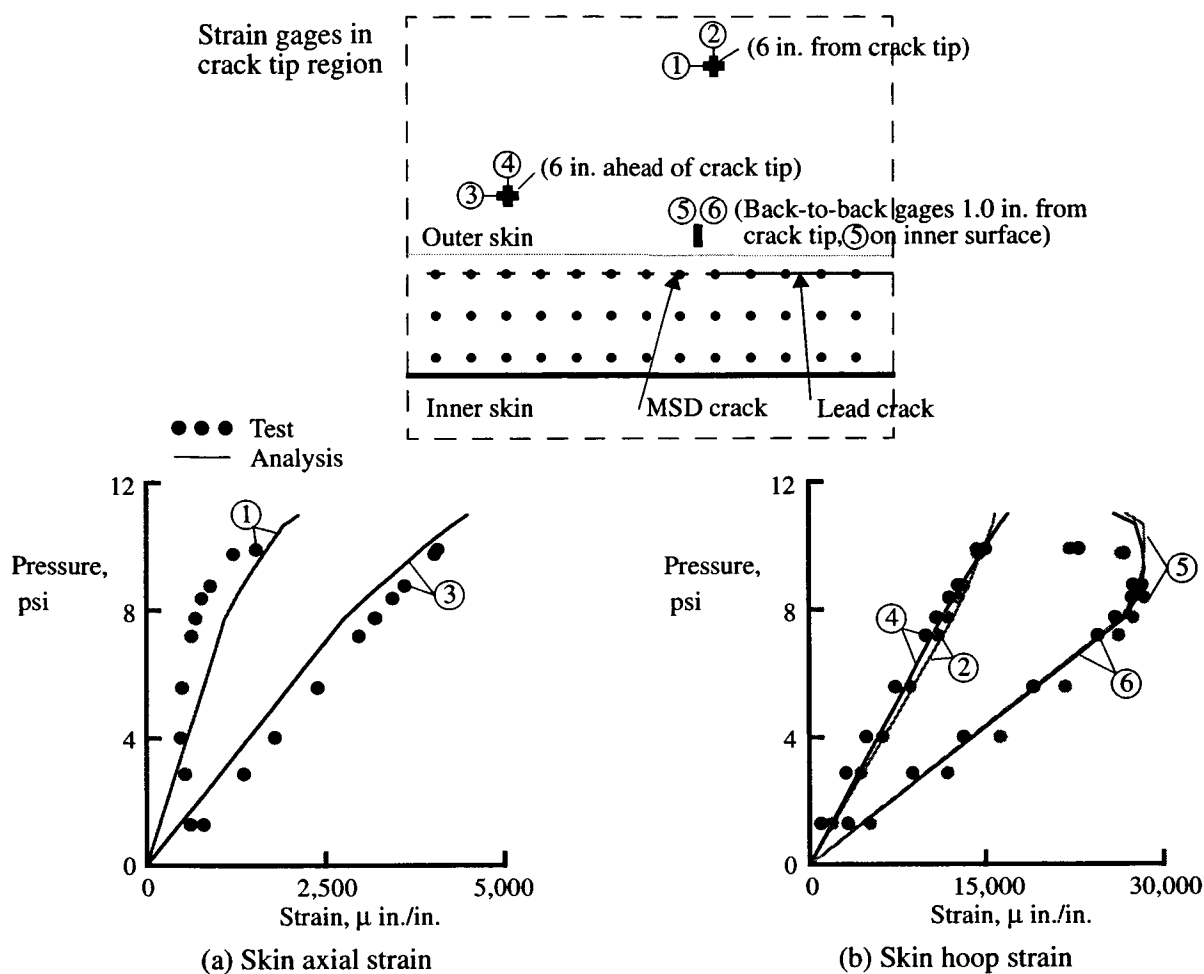 Strain gages in
crack tip region
②
① (6 in. from crack tip)
④ (6 in. ahead of crack tip)
③
⑤⑥ (Back-to-back gages 1.0 in. from
crack tip,⑤on inner surface)
Outer skin
Inner skin
MSD crack
Lead crack
Test
Analysis
12
8
4
0
Pressure,
psi
①
③
0
2,500
5,000
Strain, μ in./in.
(a) Skin axial strain
12
8
4
0
Pressure,
psi
④
②
⑤
⑥
0
15,000
30,000
Strain, μ in./in.
(b) Skin hoop strain